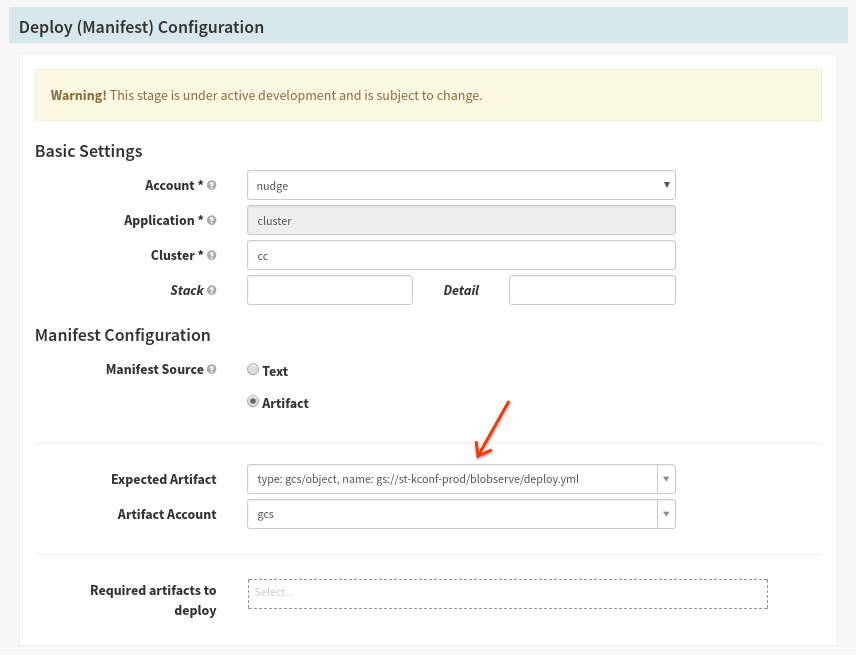 Deploy (Manifest) Configuration
Warning! This stage is under active development and is subject to change.
Basic Settings
Account * nudge
Application * cluster
Cluster * cc
Stack Detail
Manifest Configuration
Manifest Source Text
Artifact
Expected Artifact type: gcs/object, name: gs://st-kconf-prod/blobserve/deploy.yml
Artifact Account gcs
Required artifacts to Select...
deploy